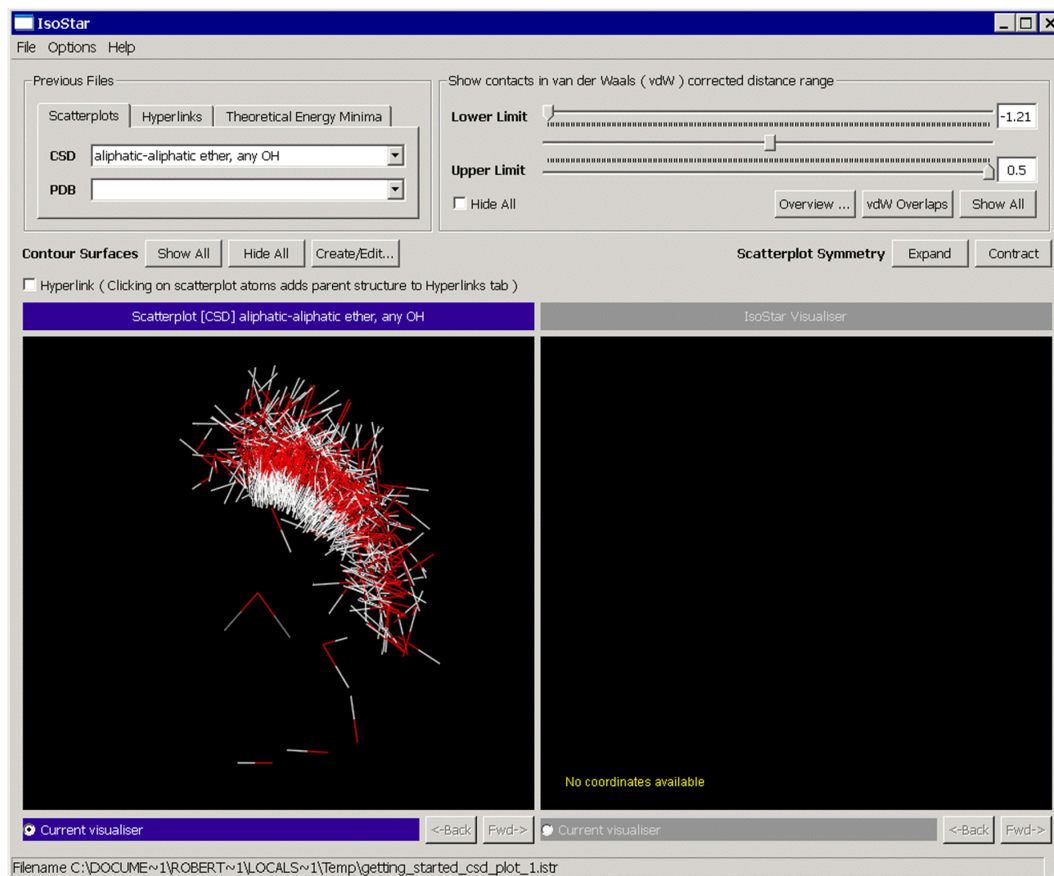 IsoStar
File Options Help
Previous Files
Show contacts in van der Waals ( vdW ) corrected distance range
Scatterplots Hyperlinks Theoretical Energy Minima
Lower Limit -1.21
CSD aliphatic-aliphatic ether, any OH
Upper Limit 0.5
PDB
Hide All Overview ... vdW Overlaps Show All
Contour Surfaces Show All Hide All Create/Edit... Scatterplot Symmetry Expand Contract
Hyperlink ( Clicking on scatterplot atoms adds parent structure to Hyperlinks tab )
Scatterplot [CSD] aliphatic-aliphatic ether, any OH IsoStar Visualiser
No coordinates available
Current visualiser <-Back Fwd-> Current visualiser <-Back Fwd->
Filename C:\DOCUME~1\ROBERT~1\LOCALS~1\Temp\getting_started_csd_plot_1.istr